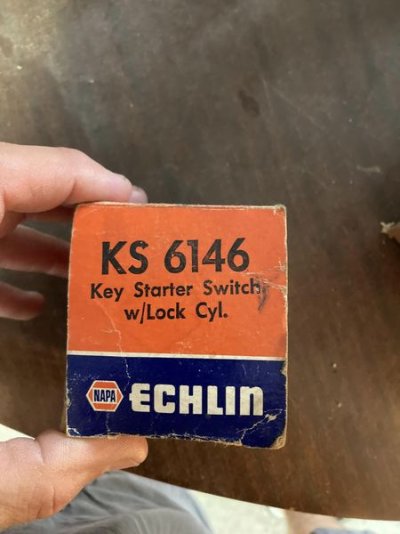 KS 6146
Key Starter Switch
w/Lock Cyl.
NAPA ECHLIN